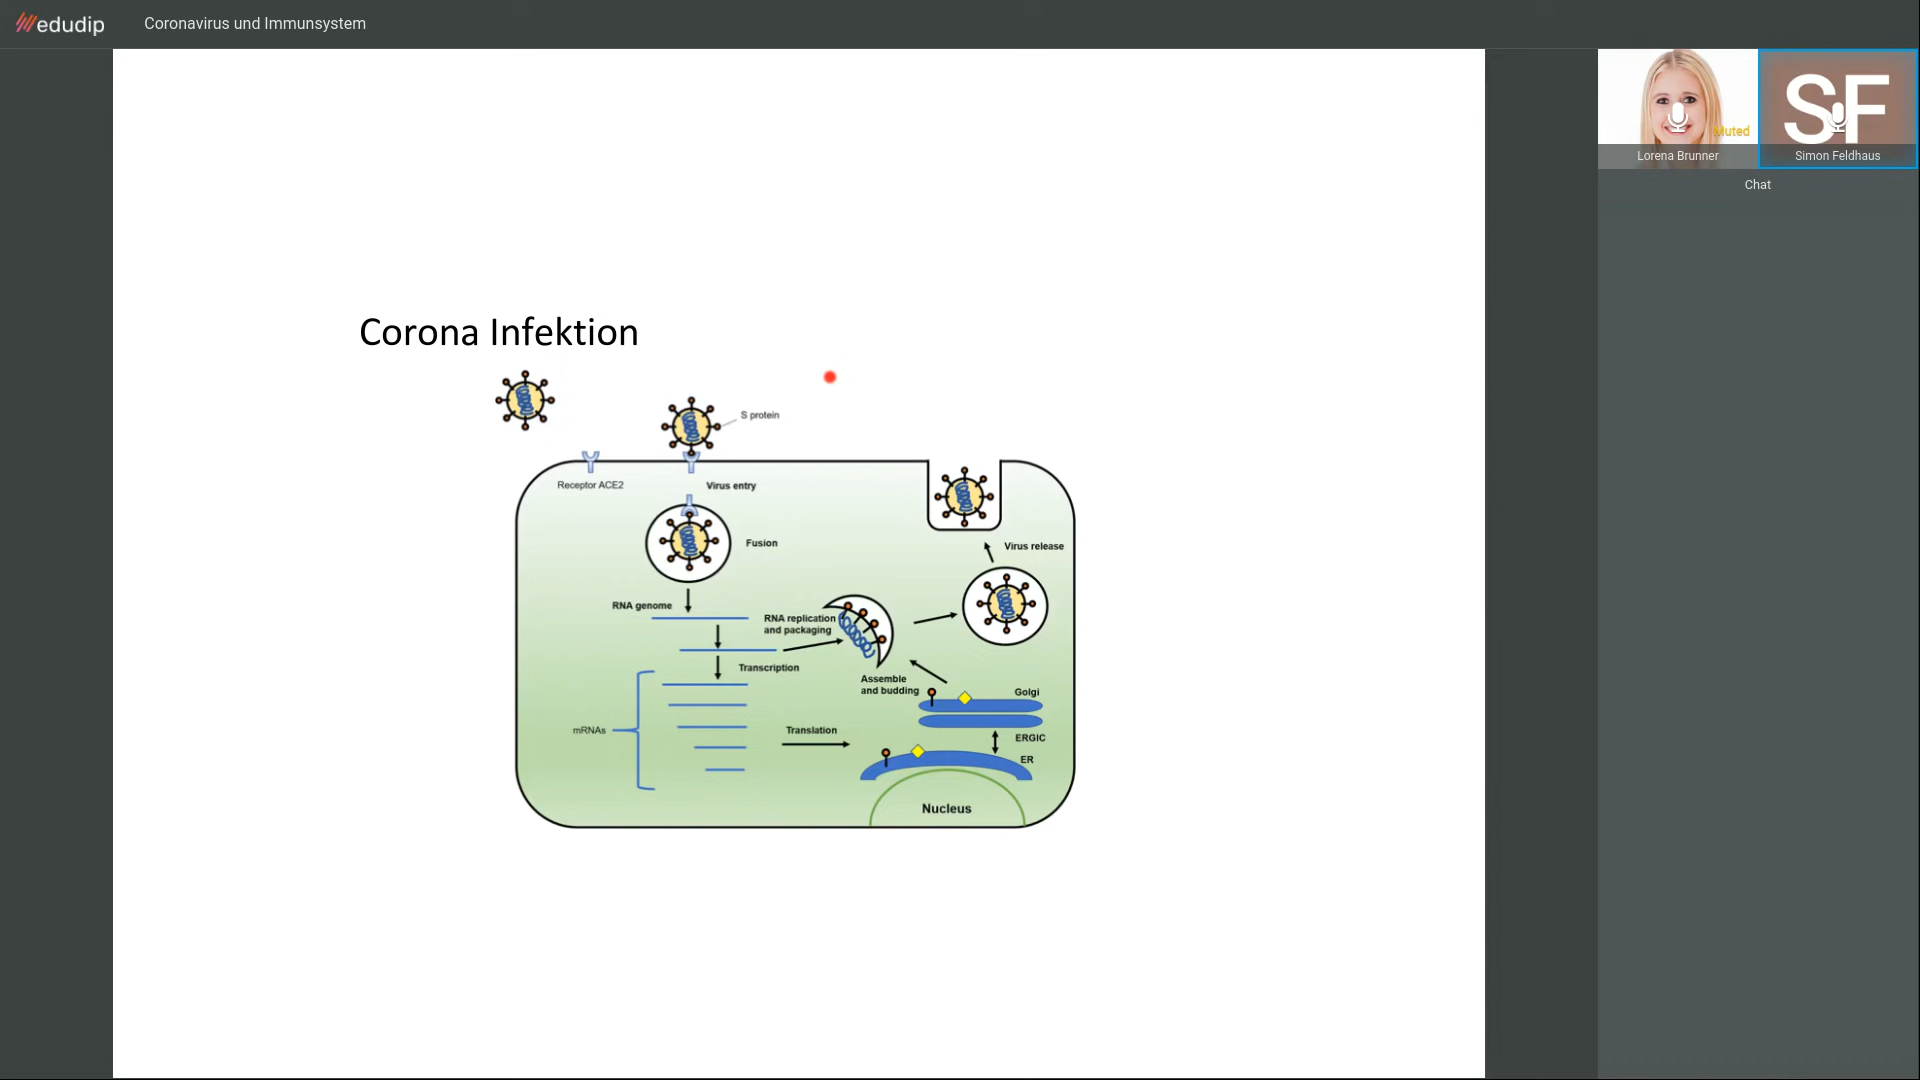 edudip
Coronavirus und Immunsystem
Muted
Lorena Brunner
SF
Simon Feldhaus
Chat
Corona Infektion
S protein
Receptor ACE2
Virus entry
Fusion
Virus release
RNA genome
RNA replication
and packaging
Transcription
Assemble
and budding
Golgi
mRNAs
Translation
ERGIC
ER
Nucleus